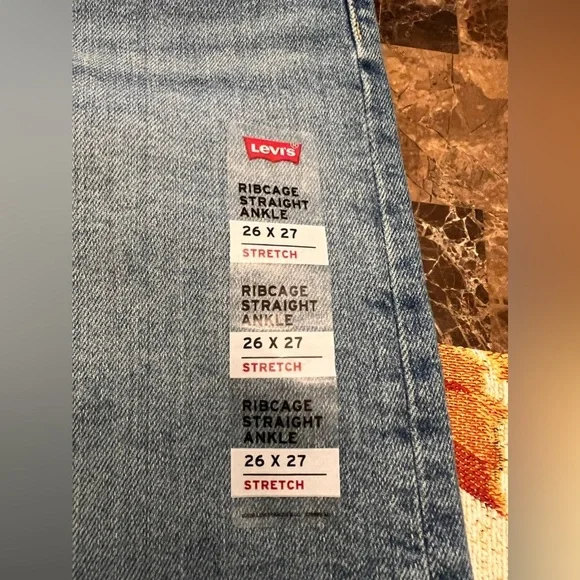 Levi's ®
RIBCAGE
STRAIGHT
ANKLE
26 X 27
STRETCH
RIBCAGE
STRAIGHT
ANKLE
26 X 27
STRETCH
RIBCAGE
STRAIGHT
ANKLE
26 X 27
STRETCH